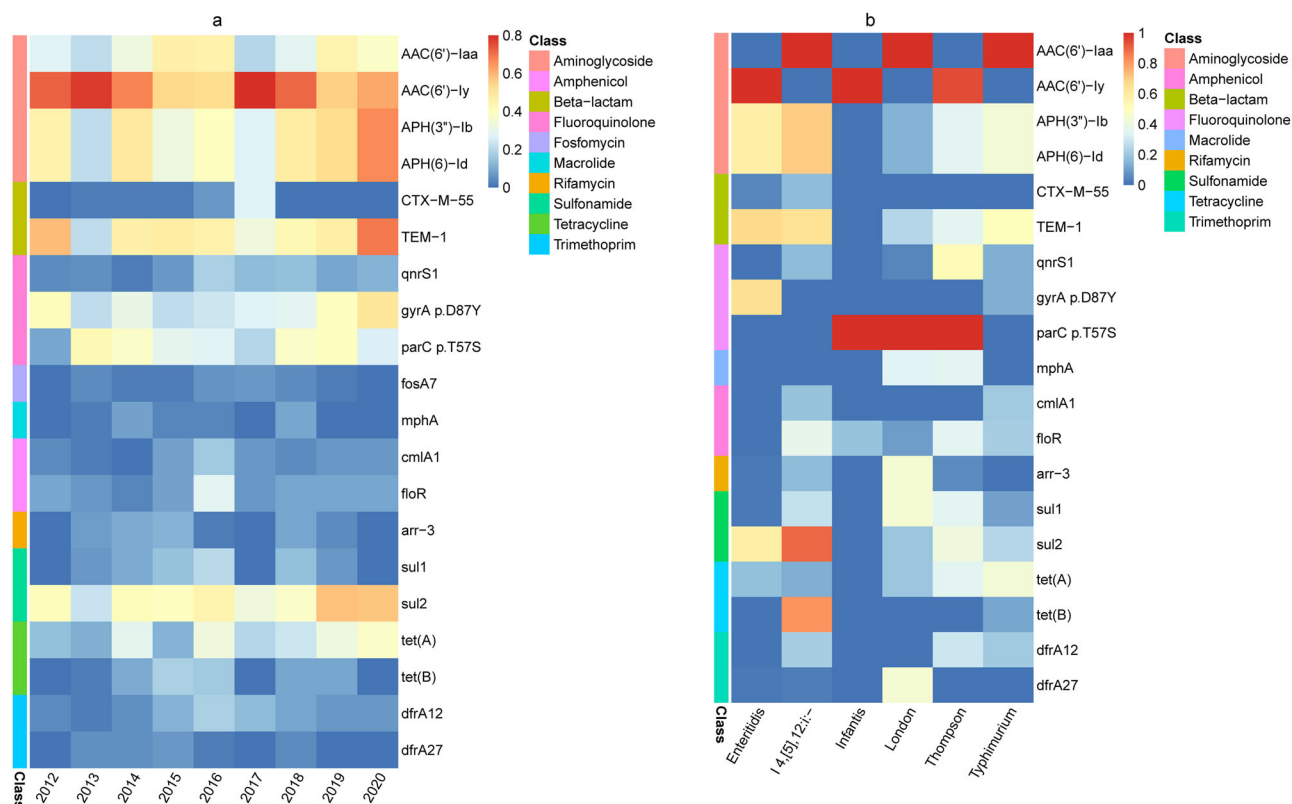 a
AAC(6')−Iaa
AAC(6')−Iy
APH(3")−Ib
APH(6)−Id
CTX−M−55
TEM−1
qnrS1
gyrA p.D87Y
parC p.T57S
fosA7
mphA
cmlA1
floR
arr−3
sul1
sul2
tet(A)
tet(B)
dfrA12
dfrA27
Class
2012
2013
2014
2015
2016
2017
2018
2019
2020
0.8
0.6
0.4
0.2
0
Class
Aminoglycoside
Amphenicol
Beta−lactam
Fluoroquinolone
Fosfomycin
Macrolide
Rifamycin
Sulfonamide
Tetracycline
Trimethoprim
b
AAC(6')−Iaa
AAC(6')−Iy
APH(3")−Ib
APH(6)−Id
CTX−M−55
TEM−1
qnrS1
gyrA p.D87Y
parC p.T57S
mphA
cmlA1
floR
arr−3
sul1
sul2
tet(A)
tet(B)
dfrA12
dfrA27
Class
Enteritidis
I 4,[5],12:i:−
Infantis
London
Thompson
Typhimurium
1
0.8
0.6
0.4
0.2
0
Class
Aminoglycoside
Amphenicol
Beta−lactam
Fluoroquinolone
Macrolide
Rifamycin
Sulfonamide
Tetracycline
Trimethoprim